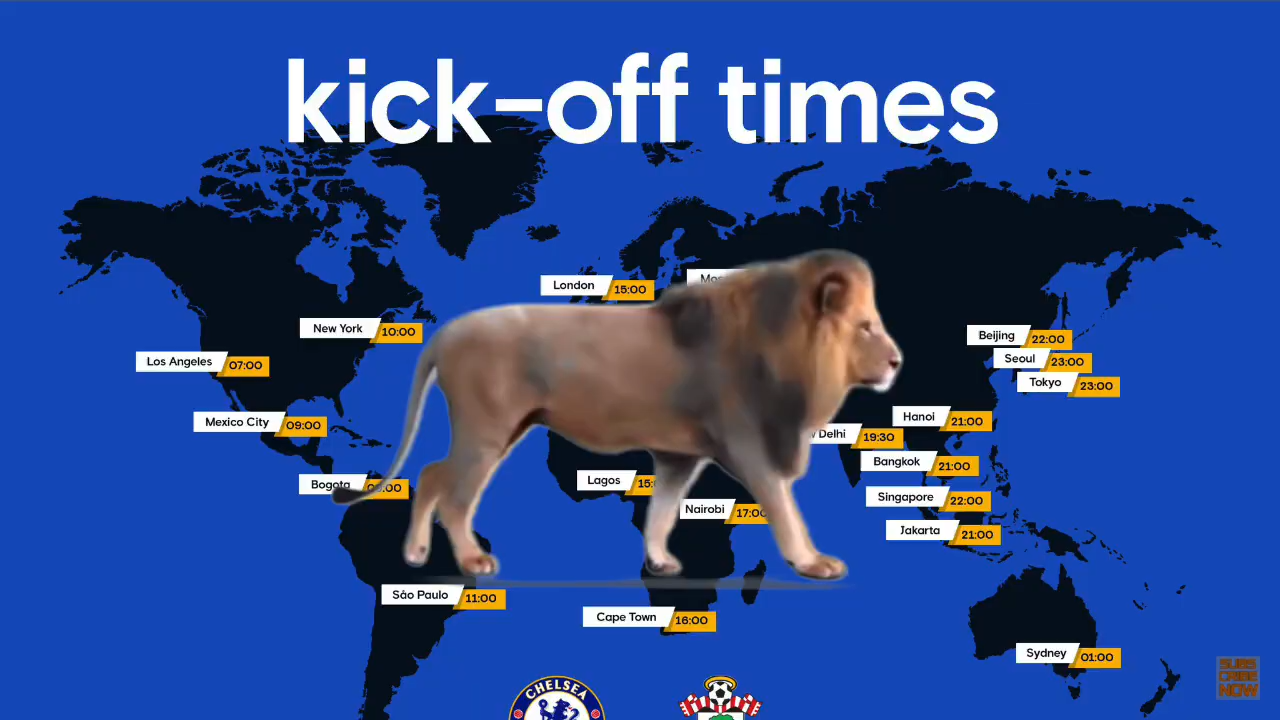 kick-off times
London 15:00
New York 10:00
Beijing 22:00
Los Angeles 07:00
Seoul 23:00
Tokyo 23:00
Mexico City 09:00
Hanoi 21:00
Delhi 19:30
Bangkok 21:00
Bogota
Lagos
Singapore 22:00
Nairobi 17:00
Jakarta 21:00
São Paulo 11:00
Cape Town 16:00
Sydney 01:00
CHELSEA
SUBS
CRIBE
NOW